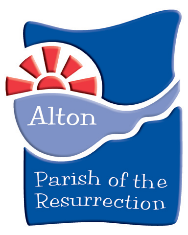 Alton
Parish of the
Resurrection